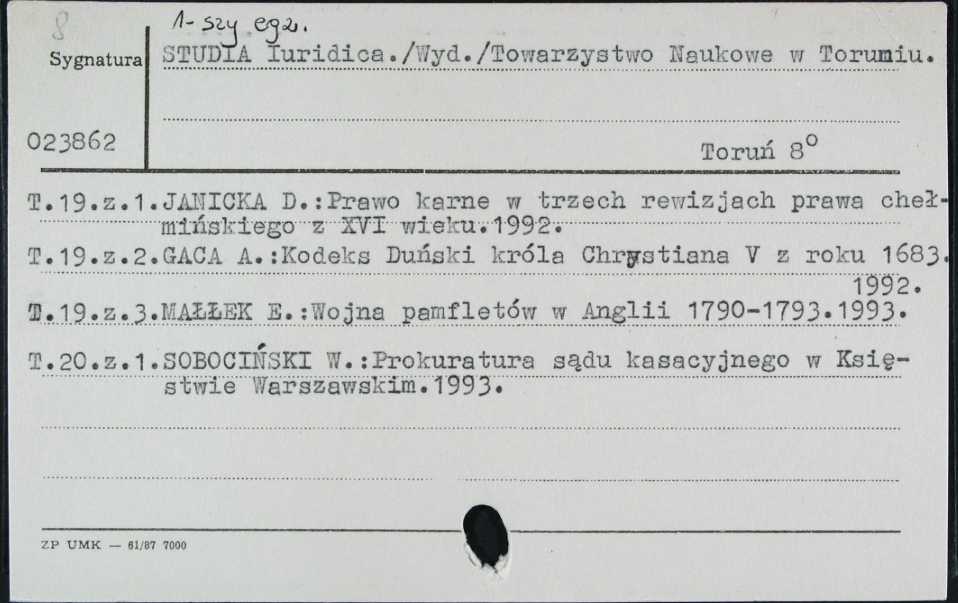 8
1-szy egz.
Sygnatura
STUDIA Iuridica./Wyd./Towarzystwo Naukowe w Toruniu.
023862
Toruń 8⁰
T.19.z.1.JANICKA D.:Prawo karne w trzech rewizjach prawa cheł-
mińskiego z XVI wieku.1992.
T.19.z.2.GACA A.:Kodeks Duński króla Chrystiana V z roku 1683.
1992.
T.19.z.3.MAŁŁEK E.:Wojna pamfletów w Anglii 1790-1793.1993.
T.20.z.1.SOBOCIŃSKI W.:Prokuratura sądu kasacyjnego w Księ-
stwie Warszawskim.1993.
ZP UMK — 61/87 7000